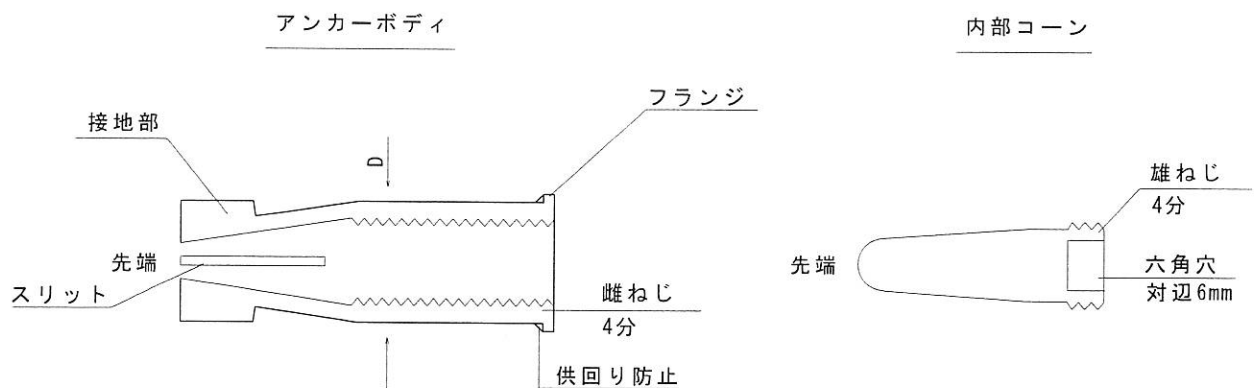 アンカーボディ
内部コーン
フランジ
接地部
D
雄ねじ
4分
先端
先端
スリット
六角穴
対辺6mm
雌ねじ
4分
供回り防止